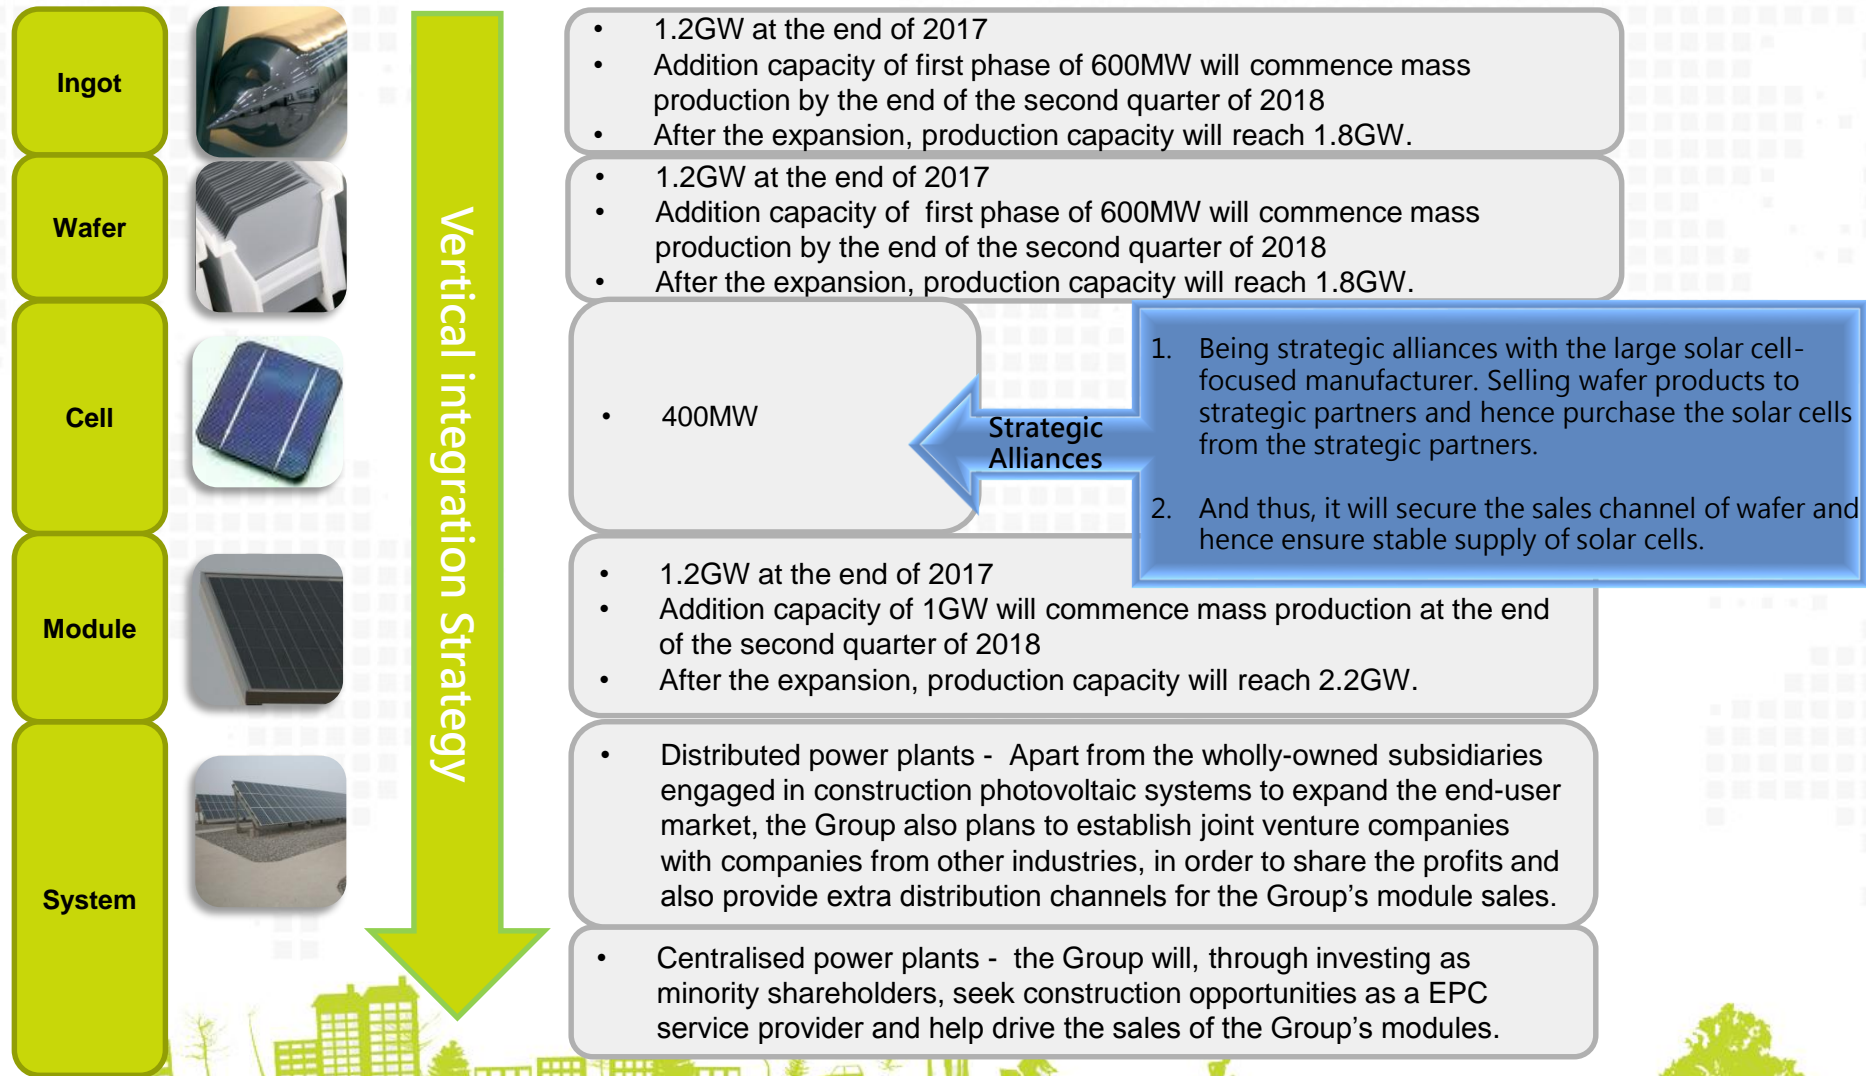 Ingot
• 1.2GW at the end of 2017
• Addition capacity of first phase of 600MW will commence mass
production by the end of the second quarter of 2018
• After the expansion, production capacity will reach 1.8GW.
Wafer
• 1.2GW at the end of 2017
• Addition capacity of first phase of 600MW will commence mass
production by the end of the second quarter of 2018
• After the expansion, production capacity will reach 1.8GW.
Vertical integration Strategy
Cell
• 400MW
Strategic
Alliances
1. Being strategic alliances with the large solar cell-
focused manufacturer. Selling wafer products to
strategic partners and hence purchase the solar cells
from the strategic partners.
2. And thus, it will secure the sales channel of wafer and
hence ensure stable supply of solar cells.
Module
• 1.2GW at the end of 2017
• Addition capacity of 1GW will commence mass production at the end
of the second quarter of 2018
• After the expansion, production capacity will reach 2.2GW.
System
• Distributed power plants - Apart from the wholly-owned subsidiaries
engaged in construction photovoltaic systems to expand the end-user
market, the Group also plans to establish joint venture companies
with companies from other industries, in order to share the profits and
also provide extra distribution channels for the Group’s module sales.
• Centralised power plants - the Group will, through investing as
minority shareholders, seek construction opportunities as a EPC
service provider and help drive the sales of the Group’s modules.